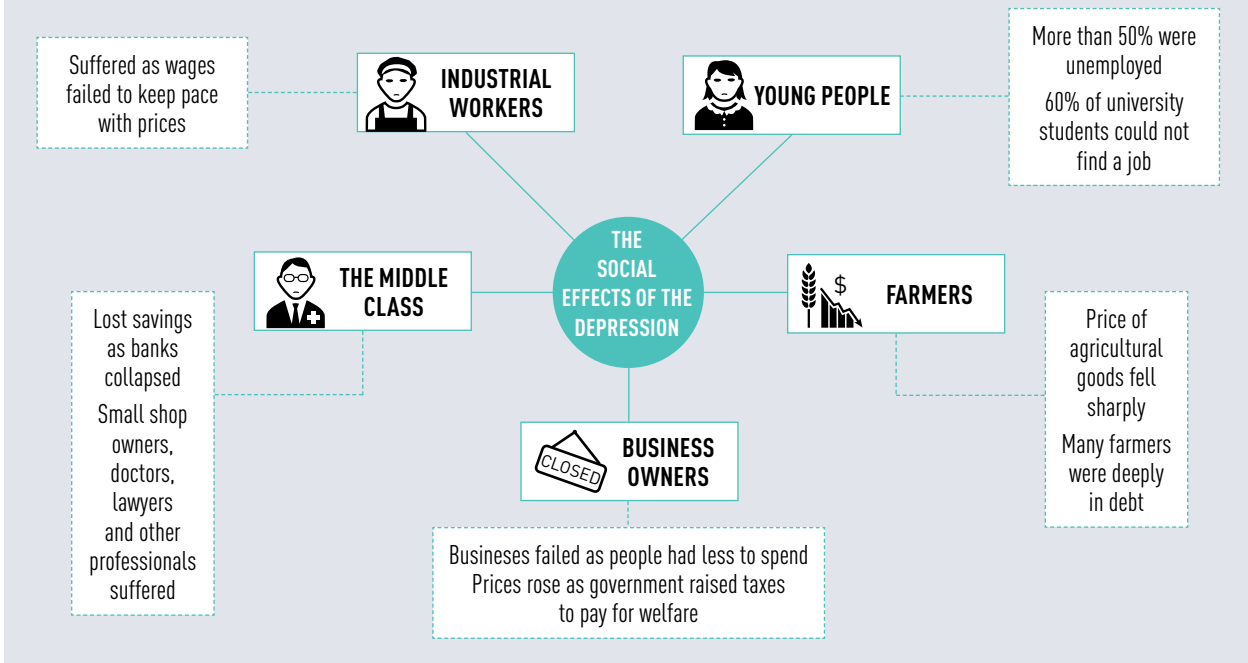 Suffered as wages
failed to keep pace
with prices
INDUSTRIAL
WORKERS
YOUNG PEOPLE
More than 50% were
unemployed
60% of university
students could not
find a job
THE
SOCIAL
EFFECTS OF THE
DEPRESSION
THE MIDDLE
CLASS
Lost savings
as banks
collapsed
Small shop
owners,
doctors,
lawyers
and other
professionals
suffered
$
FARMERS
Price of
agricultural
goods fell
sharply
Many farmers
were deeply
in debt
CLOSED
BUSINESS
OWNERS
Busineses failed as people had less to spend
Prices rose as government raised taxes
to pay for welfare